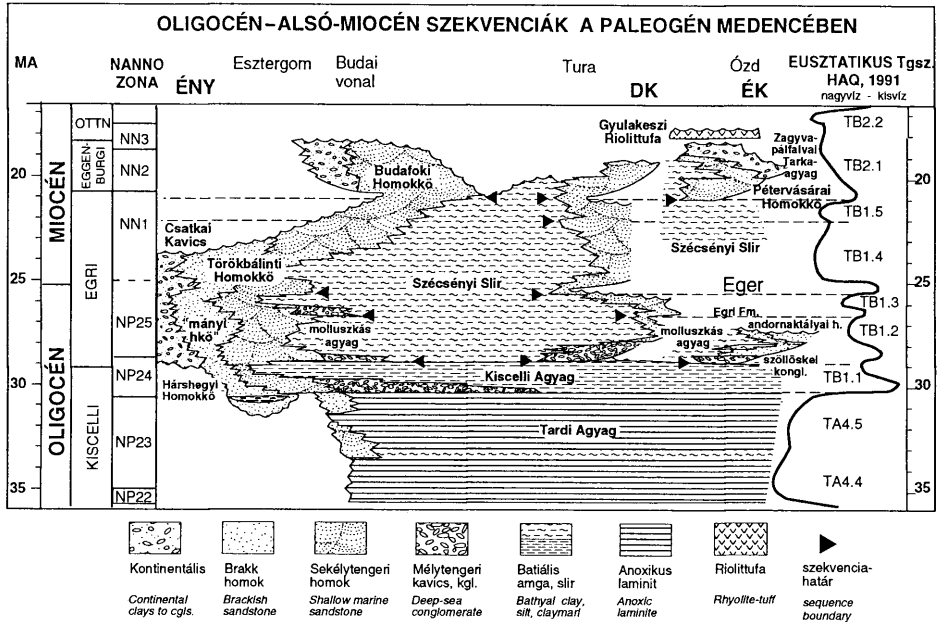 OLIGOCÉN-ALSÓ-MIOCÉN SZEKVENCIÁK A PALEOGÉN MEDENCÉBEN
MA
NANNO
ZONA
ÉNY
Esztergom
Budai
vonal
Tura
DK
Ózd
ÉK
EUSZTATIKUS Tgsz.
HAQ, 1991
nagyvíz - kisvíz
20
25
30
35
MIOCÉN
OLIGOCÉN
OTTN
EGGEN-
BURGI
EGRI
KISCELLI
NN3
NN2
NN1
NP25
NP24
NP23
NP22
Gyulakeszi
Riolittufa
Zagyva-
pálfalvai
Tarka-
agyag
Budafoki
Homokkő
Pétervásárai
Homokkő
Csatkai
Kavics
Törökbálinti
Homokkő
Szécsényi Slir
Szécsényi Slir
Eger
Egri Fm.
andornaktályai h.
"mányi
hkő"
molluszkás
agyag
molluszkás
agyag
szöllőskei
kongl.
Kiscelli Agyag
Hárshegyi
Homokkő
Tardi Agyag
TB2.2
TB2.1
TB1.5
TB1.4
TB1.3
TB1.2
TB1.1
TA4.5
TA4.4
20
25
30
35
Kontinentális
Continental
clays to cgls.
Brakk
homok
Brackish
sandstone
Sekélytengeri
homok
Shallow marine
sandstone
Mélytengeri
kavics, kgl.
Deep-sea
conglomerate
Batiális
amga, slir
Bathyal clay,
silt, claymarl
Anoxikus
laminit
Anoxic
laminite
Riolittufa
Rhyolite-tuff
szekvencia-
határ
sequence
boundary